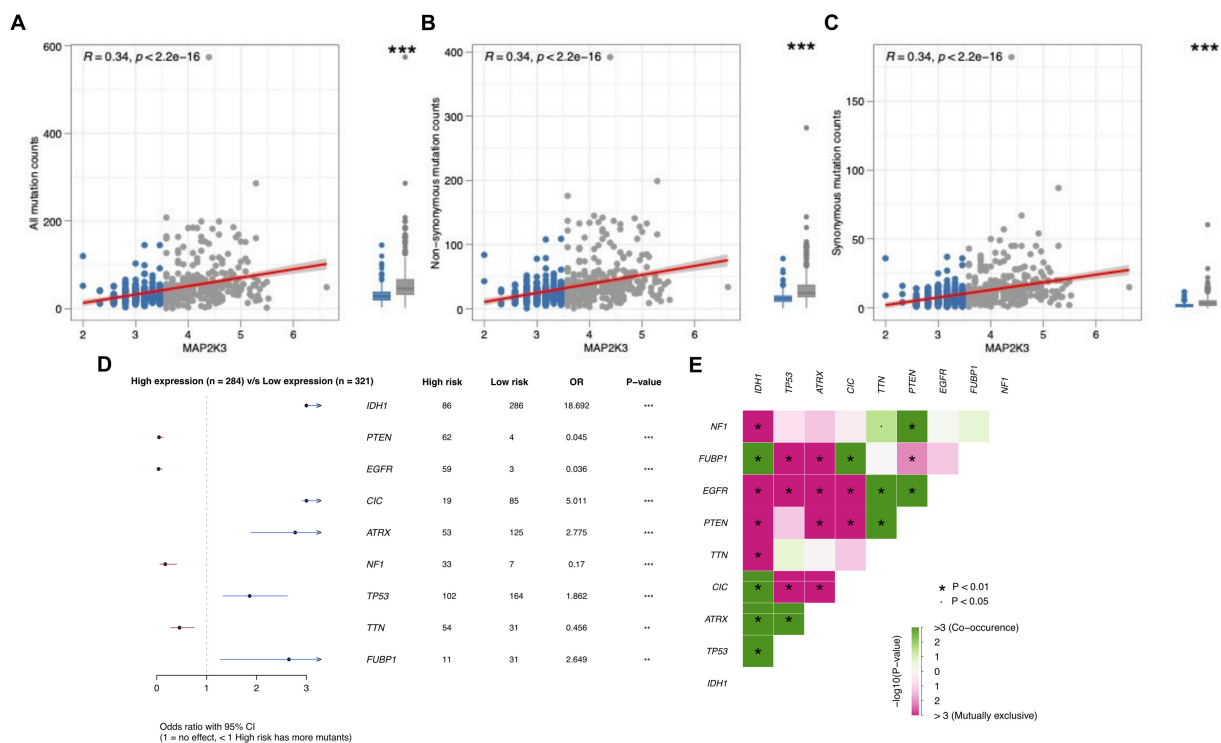 A
B
C
R = 0.34, p < 2.2e−16
***
R = 0.34, p < 2.2e−16
***
R = 0.34, p < 2.2e−16
***
All mutation counts
600
400
200
0
2 3 4 5 6
MAP2K3
Non−synonymous mutation counts
400
300
200
100
0
2 3 4 5 6
MAP2K3
Synonymous mutation counts
150
100
50
0
2 3 4 5 6
MAP2K3
D
High expression (n = 284) v/s Low expression (n = 321) High risk Low risk OR P−value
IDH1 86 286 18.692 ***
PTEN 62 4 0.045 ***
EGFR 59 3 0.036 ***
CIC 19 85 5.011 ***
ATRX 53 125 2.775 ***
NF1 33 7 0.17 ***
TP53 102 164 1.862 ***
TTN 54 31 0.456 **
FUBP1 11 31 2.649 **
0 1 2 3
Odds ratio with 95% CI
(1 = no effect, < 1 High risk has more mutants)
E
IDH1 TP53 ATRX CIC TTN PTEN EGFR FUBP1 NF1
NF1 * · *
FUBP1 * * * * *
EGFR * * * * * *
PTEN * * * *
TTN *
CIC * * *
ATRX * *
TP53 *
IDH1
* P < 0.01
· P < 0.05
−log10(P−value)
>3 (Co−occurence)
2
1
0
1
2
> 3 (Mutually exclusive)